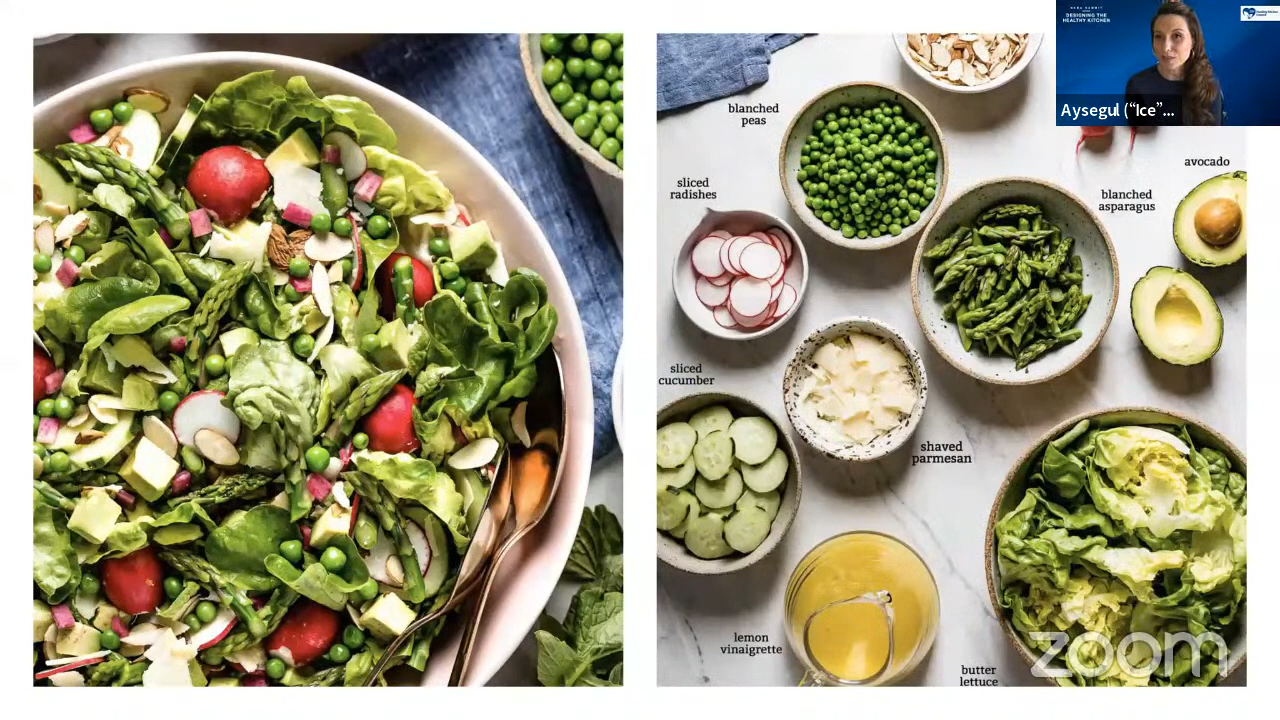 DESIGNING THE
HEALTHY KITCHEN
Aysegul (“Ice”...
blanched
peas
avocado
sliced
radishes
blanched
asparagus
sliced
cucumber
shaved
parmesan
lemon
vinaigrette
butter
lettuce
zoom